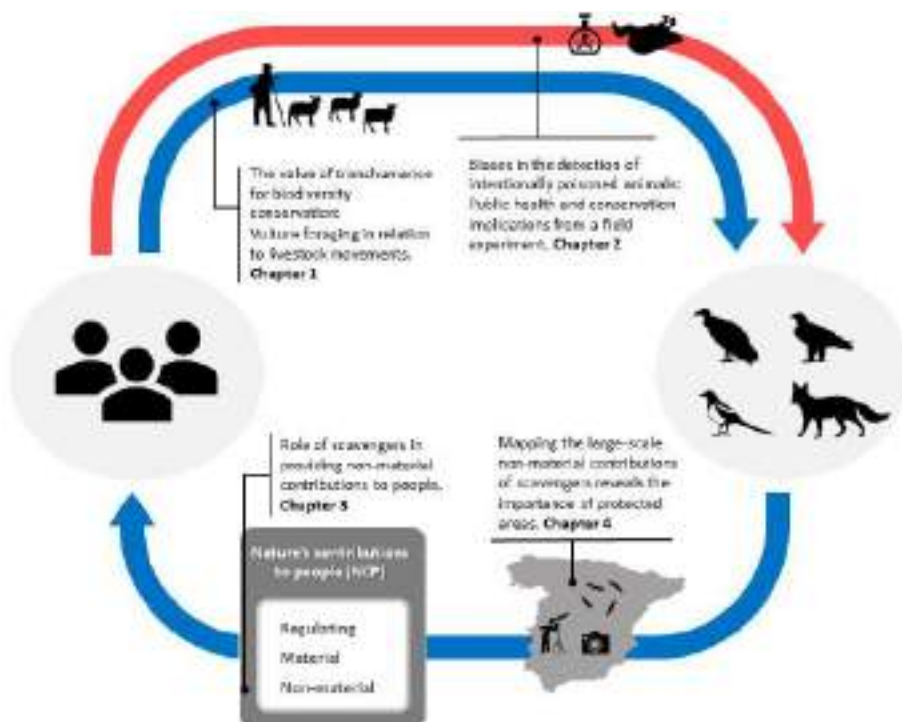 The value of transhumance
for biodiversity
conservation:
Vulture foraging in relation
to livestock movements.
Chapter 1
Biases in the detection of
intentionally poisoned animals:
Public health and conservation
implications from a field
experiment. Chapter 2
Role of scavengers in
providing non-material
contributions to people.
Chapter 3
Mapping the large-scale
non-material contributions
of scavengers reveals the
importance of protected
areas. Chapter 4
Nature's contributions
to people (NCP)
Regulating
Material
Non-material